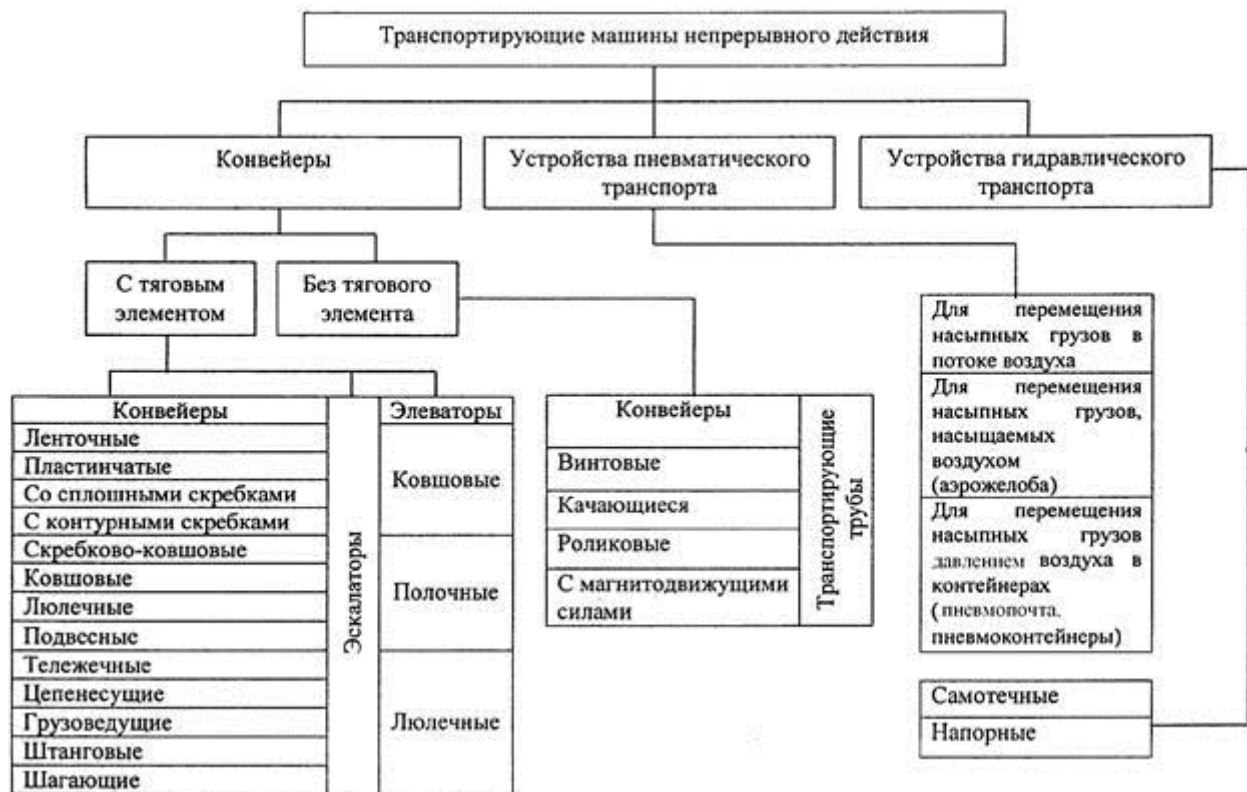 Транспортирующие машины непрерывного действия
Конвейеры
Устройства пневматического
транспорта
Устройства гидравлического
транспорта
С тяговым
элементом
Без тягового
элемента
Конвейеры
Ленточные
Пластинчатые
Со сплошными скребками
С контурными скребками
Скребково-ковшовые
Ковшовые
Люлечные
Подвесные
Тележечные
Цепенесущие
Грузоведущие
Штанговые
Шагающие
Эскалаторы
Элеваторы
Ковшовые
Полочные
Люлечные
Конвейеры
Винтовые
Качающиеся
Роликовые
С магнитодвижущими
силами
Транспортирующие
трубы
Для перемещения
насыпных грузов в
потоке воздуха
Для перемещения
насыпных грузов,
насыщаемых
воздухом
(аэрожелоба)
Для перемещения
насыпных грузов
давлением воздуха в
контейнерах
(пневмопочта,
пневмоконтейнеры)
Самотечные
Напорные